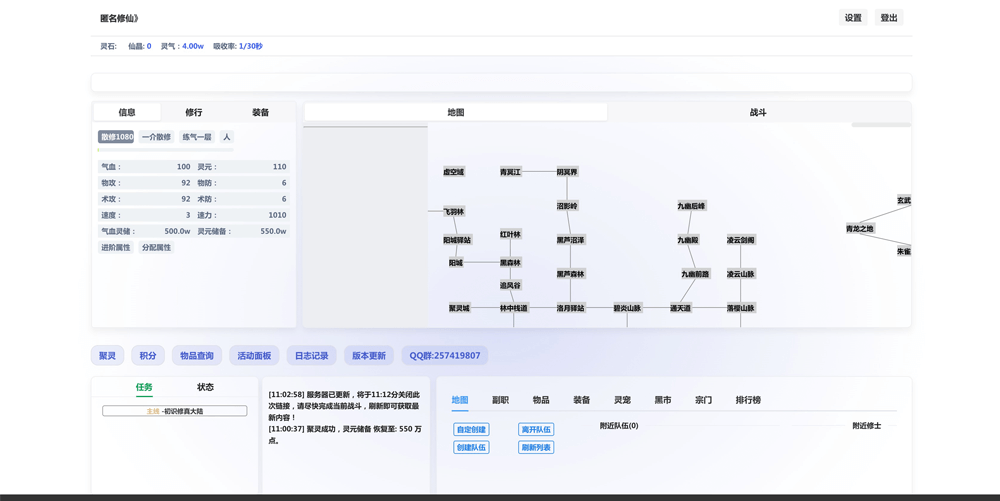 匿名修仙》
设置 登出
灵石: 仙晶: 0 灵气：4.00w 吸收率: 1/30秒
信息 修行 装备
地图 战斗
散修1080 一介散修 炼气一层 人
气血： 100 灵元： 110
物攻： 92 物防： 6
术攻： 92 术防： 6
速度： 3 速力： 1010
气血灵储： 500.0w 灵元储备： 550.0w
进阶属性 分配属性
虚空域 青冥江 阴冥界
玄武
飞羽林 沼影岭 九幽后峰
青龙之地
阳城驿站 红叶林 黑芦沼泽 九幽殿 凌云剑阁
朱雀
阳城 黑森林
追风谷 黑芦森林 九幽前路 凌云山脉
聚灵城 林中栈道 洛月驿站 碧炎山脉 通天道 落樱山脉
聚灵 积分 物品查询 活动面板 日志记录 版本更新 QQ群:257419807
任务 状态
主线 -初识修真大陆
[11:02:58] 服务器已更新，将于11:12分关闭此
次链接，请尽快完成当前战斗，刷新即可获取最
新内容！
[11:00:37] 聚灵成功，灵元储备 恢复至: 550 万
点。
地图 副职 物品 装备 灵宠 黑市 宗门 排行榜
自定创建 离开队伍
创建队伍 刷新列表
附近队伍(0) 附近修士